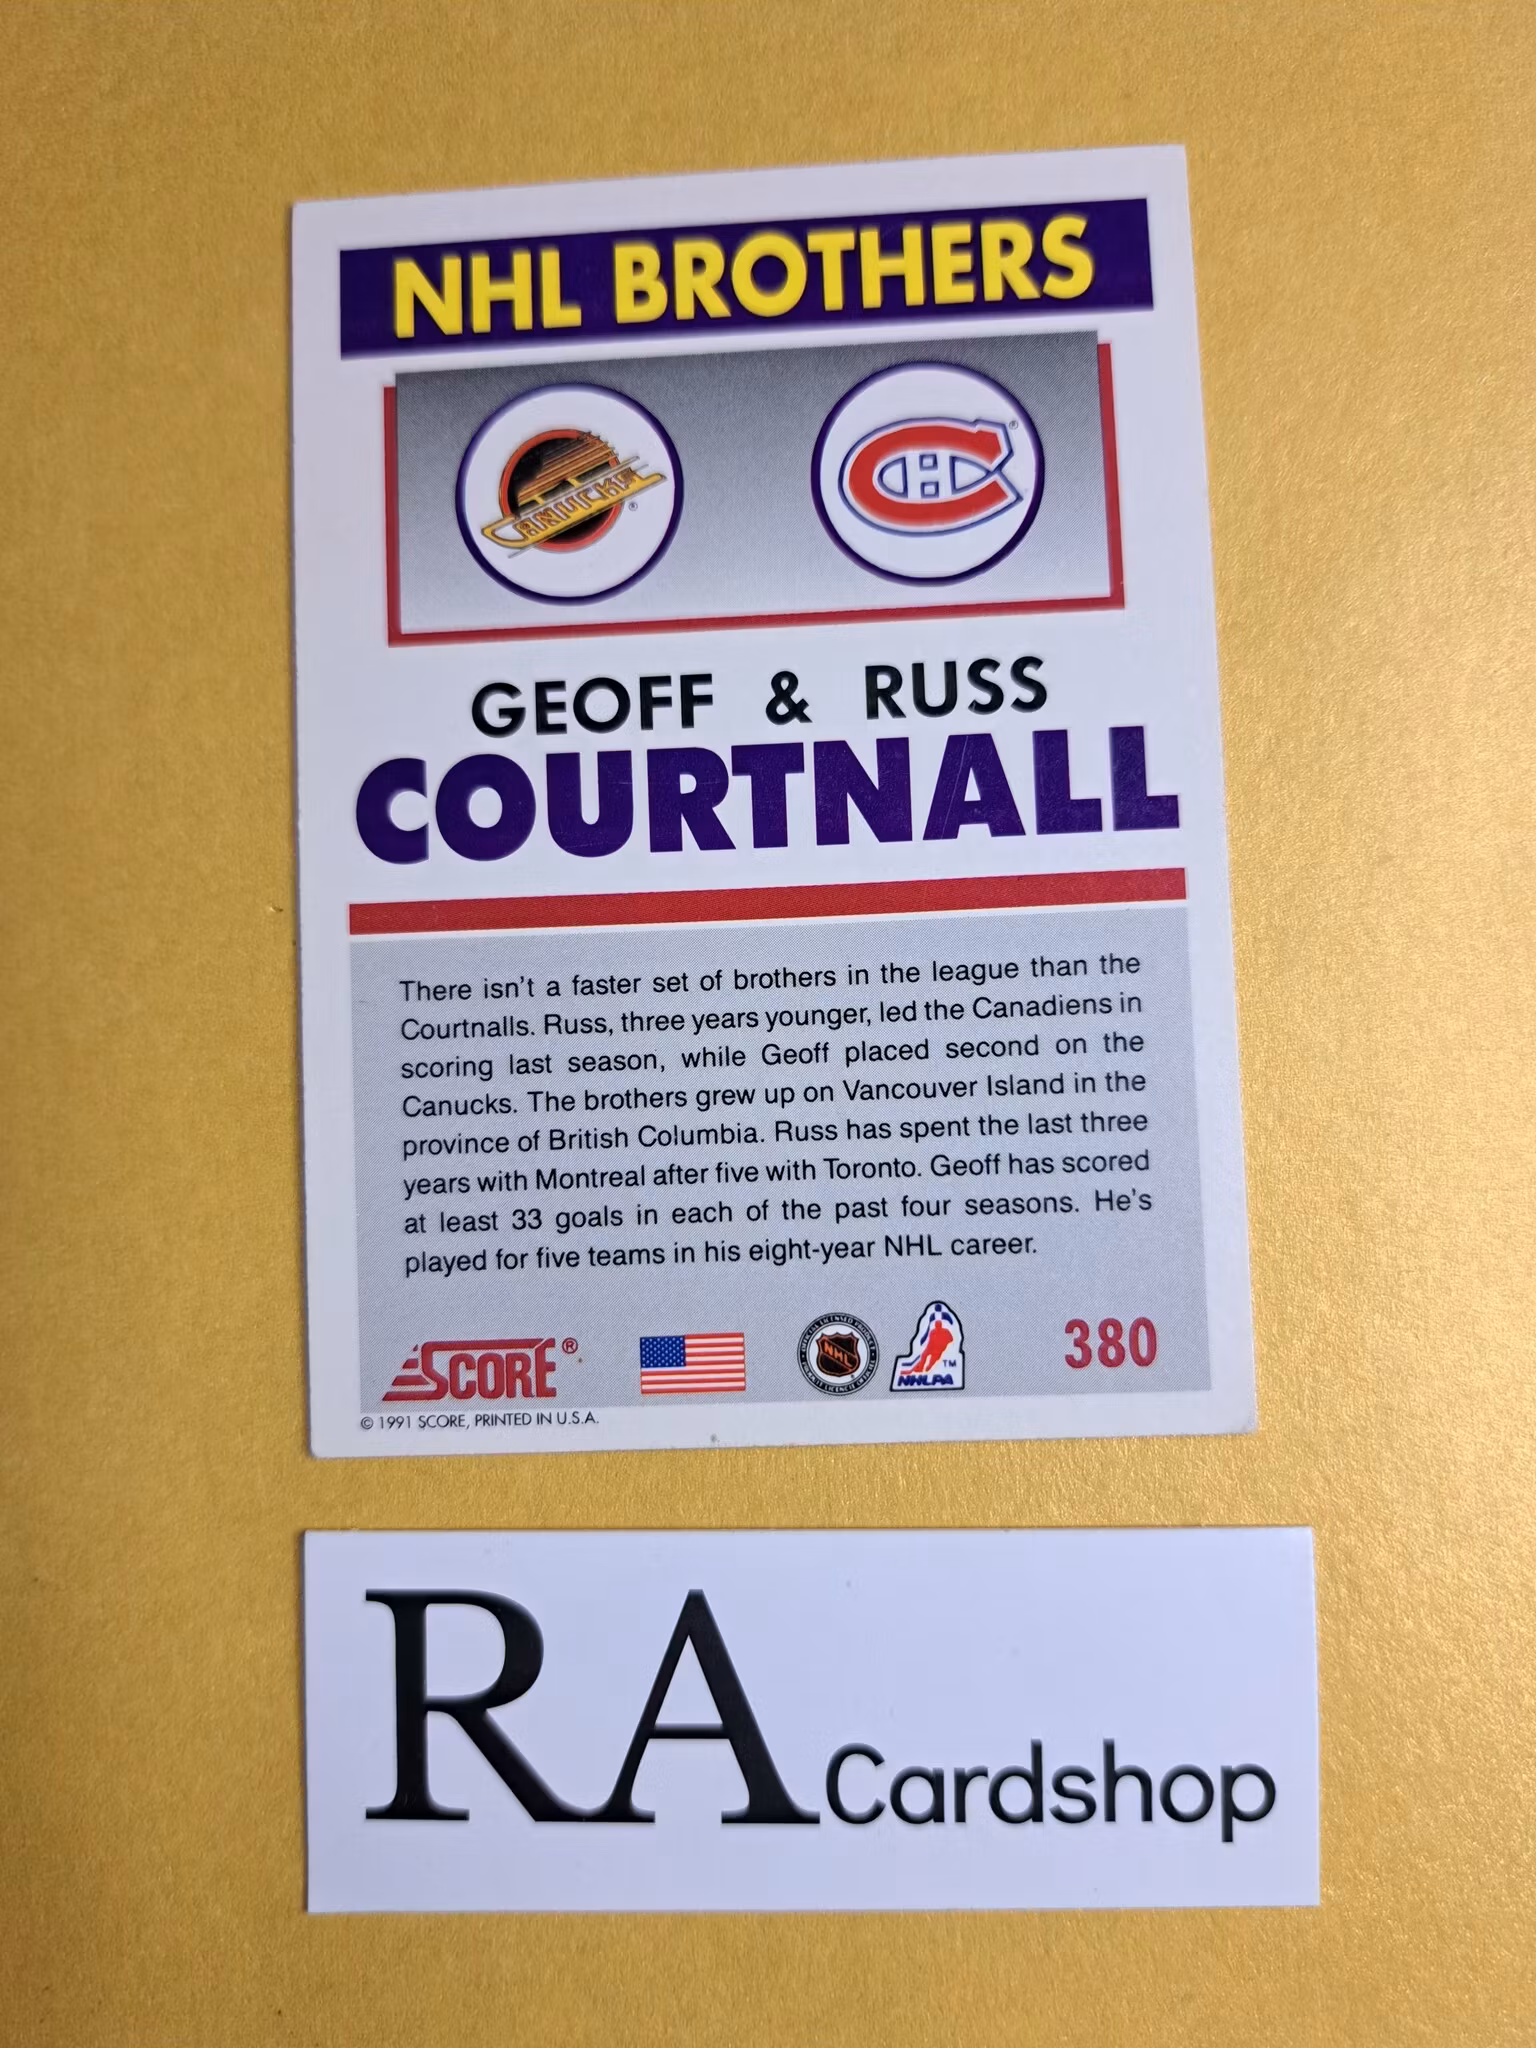 NHL BROTHERS
CANUCKS
®
®
GEOFF & RUSS
COURTNALL
There isn't a faster set of brothers in the league than the
Courtnalls. Russ, three years younger, led the Canadiens in
scoring last season, while Geoff placed second on the
Canucks. The brothers grew up on Vancouver Island in the
province of British Columbia. Russ has spent the last three
years with Montreal after five with Toronto. Geoff has scored
at least 33 goals in each of the past four seasons. He's
played for five teams in his eight-year NHL career.
SCORE®
NHL
NHLPA TM
380
© 1991 SCORE, PRINTED IN U.S.A.
RA Cardshop